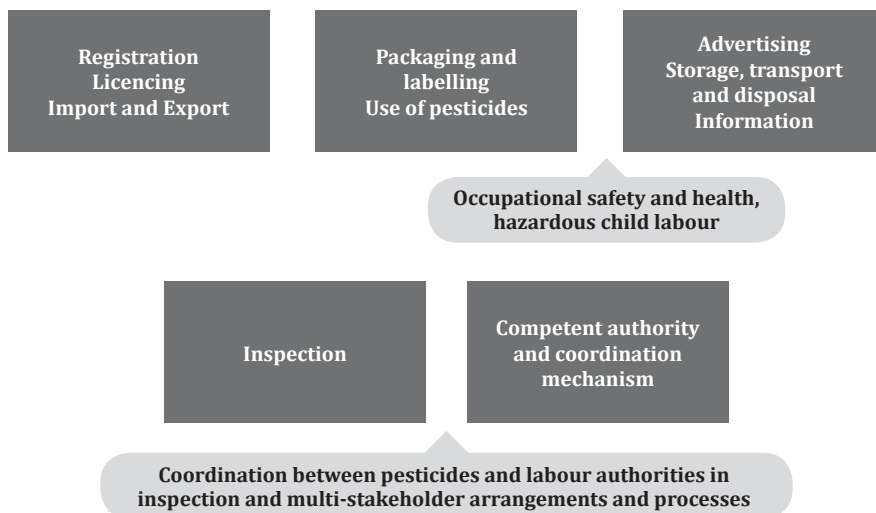 Registration
Licencing
Import and Export
Packaging and
labelling
Use of pesticides
Advertising
Storage, transport
and disposal
Information
Occupational safety and health,
hazardous child labour
Inspection
Competent authority
and coordination
mechanism
Coordination between pesticides and labour authorities in
inspection and multi-stakeholder arrangements and processes